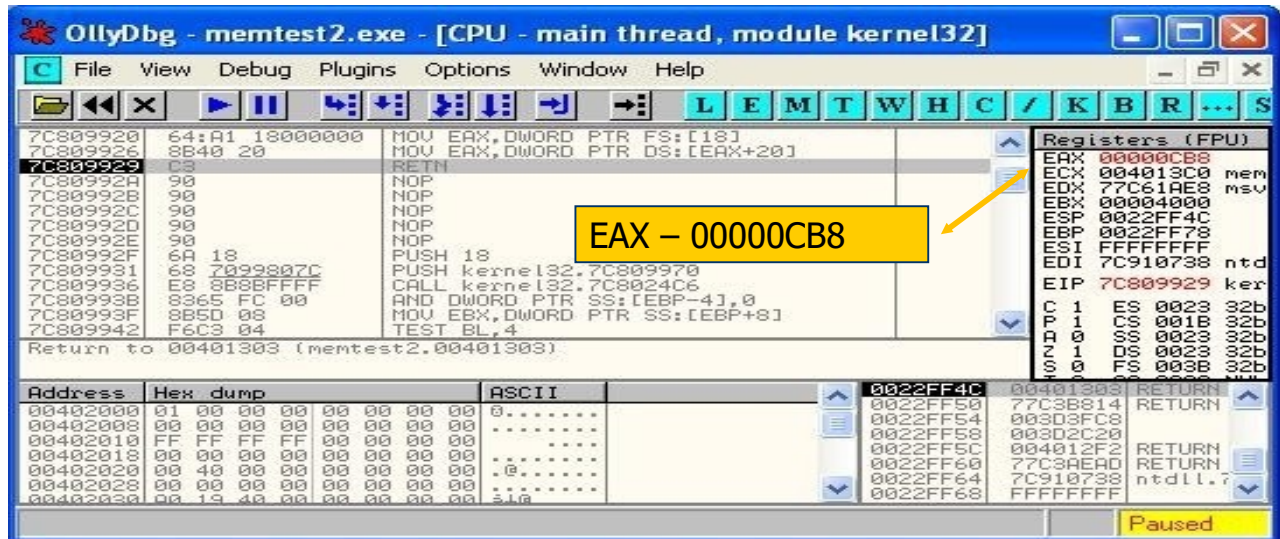 OllyDbg - memtest2.exe - [CPU - main thread, module kernel32]
C File View Debug Plugins Options Window Help
L E M T W H C / K B R ... S
7C809920 64:A1 18000000 MOV EAX,DWORD PTR FS:[18]
7C809926 8B40 20 MOV EAX,DWORD PTR DS:[EAX+20]
7C809929 C3 RETN
7C80992A 90 NOP
7C80992B 90 NOP
7C80992C 90 NOP
7C80992D 90 NOP
7C80992E 90 NOP
7C80992F 6A 18 PUSH 18
7C809931 68 7099807C PUSH kernel32.7C809970
7C809936 E8 8B8BFFFF CALL kernel32.7C8024C6
7C80993B 8365 FC 00 AND DWORD PTR SS:[EBP-4],0
7C80993F 8B5D 08 MOV EBX,DWORD PTR SS:[EBP+8]
7C809942 F6C3 04 TEST BL,4
Return to 00401303 (memtest2.00401303)
EAX – 00000CB8
Registers (FPU)
EAX 00000CB8
ECX 004013C0 mem
EDX 77C61AE8 msv
EBX 00004000
ESP 0022FF4C
EBP 0022FF78
ESI FFFFFFFF
EDI 7C910738 ntd
EIP 7C809929 ker
C 1 ES 0023 32b
P 1 CS 001B 32b
A 0 SS 0023 32b
Z 1 DS 0023 32b
S 0 FS 003B 32b
Address Hex dump ASCII
00402000 01 00 00 00 00 00 00 00 0.......
00402008 00 00 00 00 00 00 00 00 ........
00402010 FF FF FF FF 00 00 00 00 ....
00402018 00 00 00 00 00 00 00 00 ........
00402020 00 40 00 00 00 00 00 00 .@......
00402028 00 00 00 00 00 00 00 00 ........
00402030 A0 19 40 00 00 00 00 00
0022FF4C 00401303 RETURN
0022FF50 77C3B814 RETURN
0022FF54 003D3FC8
0022FF58 003D2C20
0022FF5C 004012F2 RETURN
0022FF60 77C3AEAD RETURN
0022FF64 7C910738 ntdll.7
0022FF68 FFFFFFFF
Paused